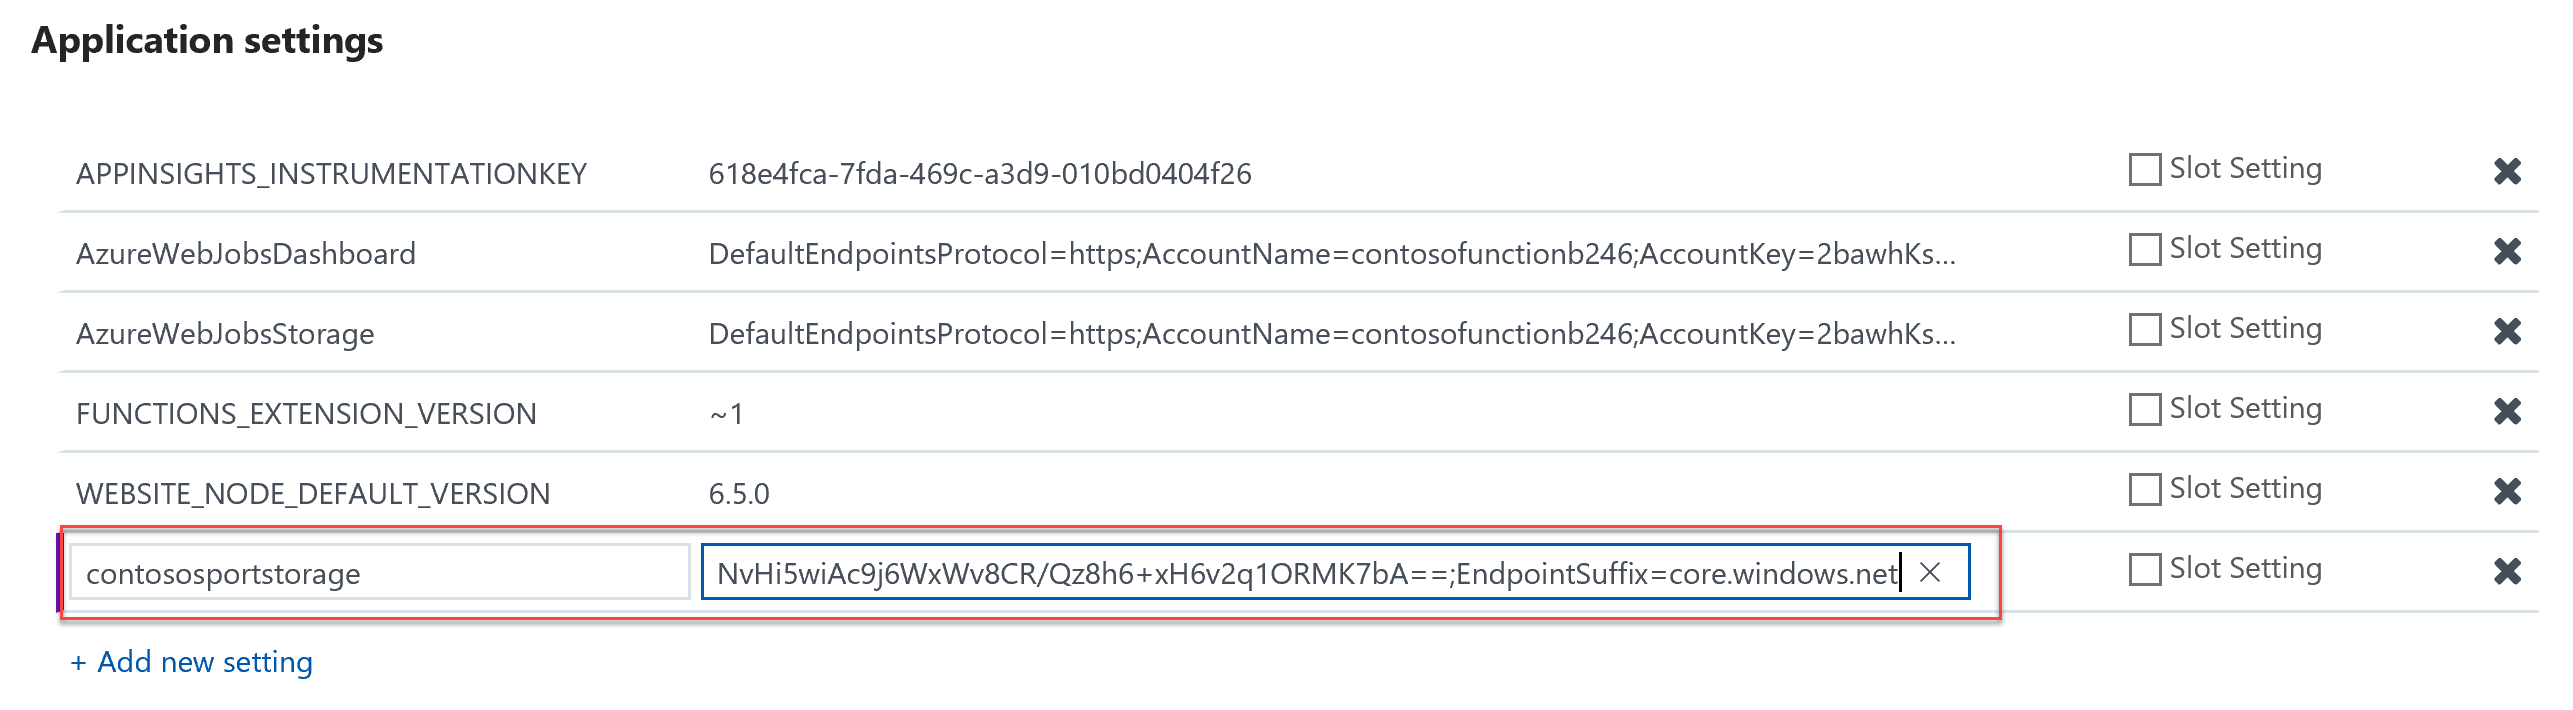 Application settings
APPINSIGHTS_INSTRUMENTATIONKEY 618e4fca-7fda-469c-a3d9-010bd0404f26 Slot Setting
AzureWebJobsDashboard DefaultEndpointsProtocol=https;AccountName=contosofunctionb246;AccountKey=2bawhKs... Slot Setting
AzureWebJobsStorage DefaultEndpointsProtocol=https;AccountName=contosofunctionb246;AccountKey=2bawhKs... Slot Setting
FUNCTIONS_EXTENSION_VERSION ~1 Slot Setting
WEBSITE_NODE_DEFAULT_VERSION 6.5.0 Slot Setting
contososportstorage NvHi5wiAc9j6WxWv8CR/Qz8h6+xH6v2q1ORMK7bA==;EndpointSuffix=core.windows.net Slot Setting
+ Add new setting